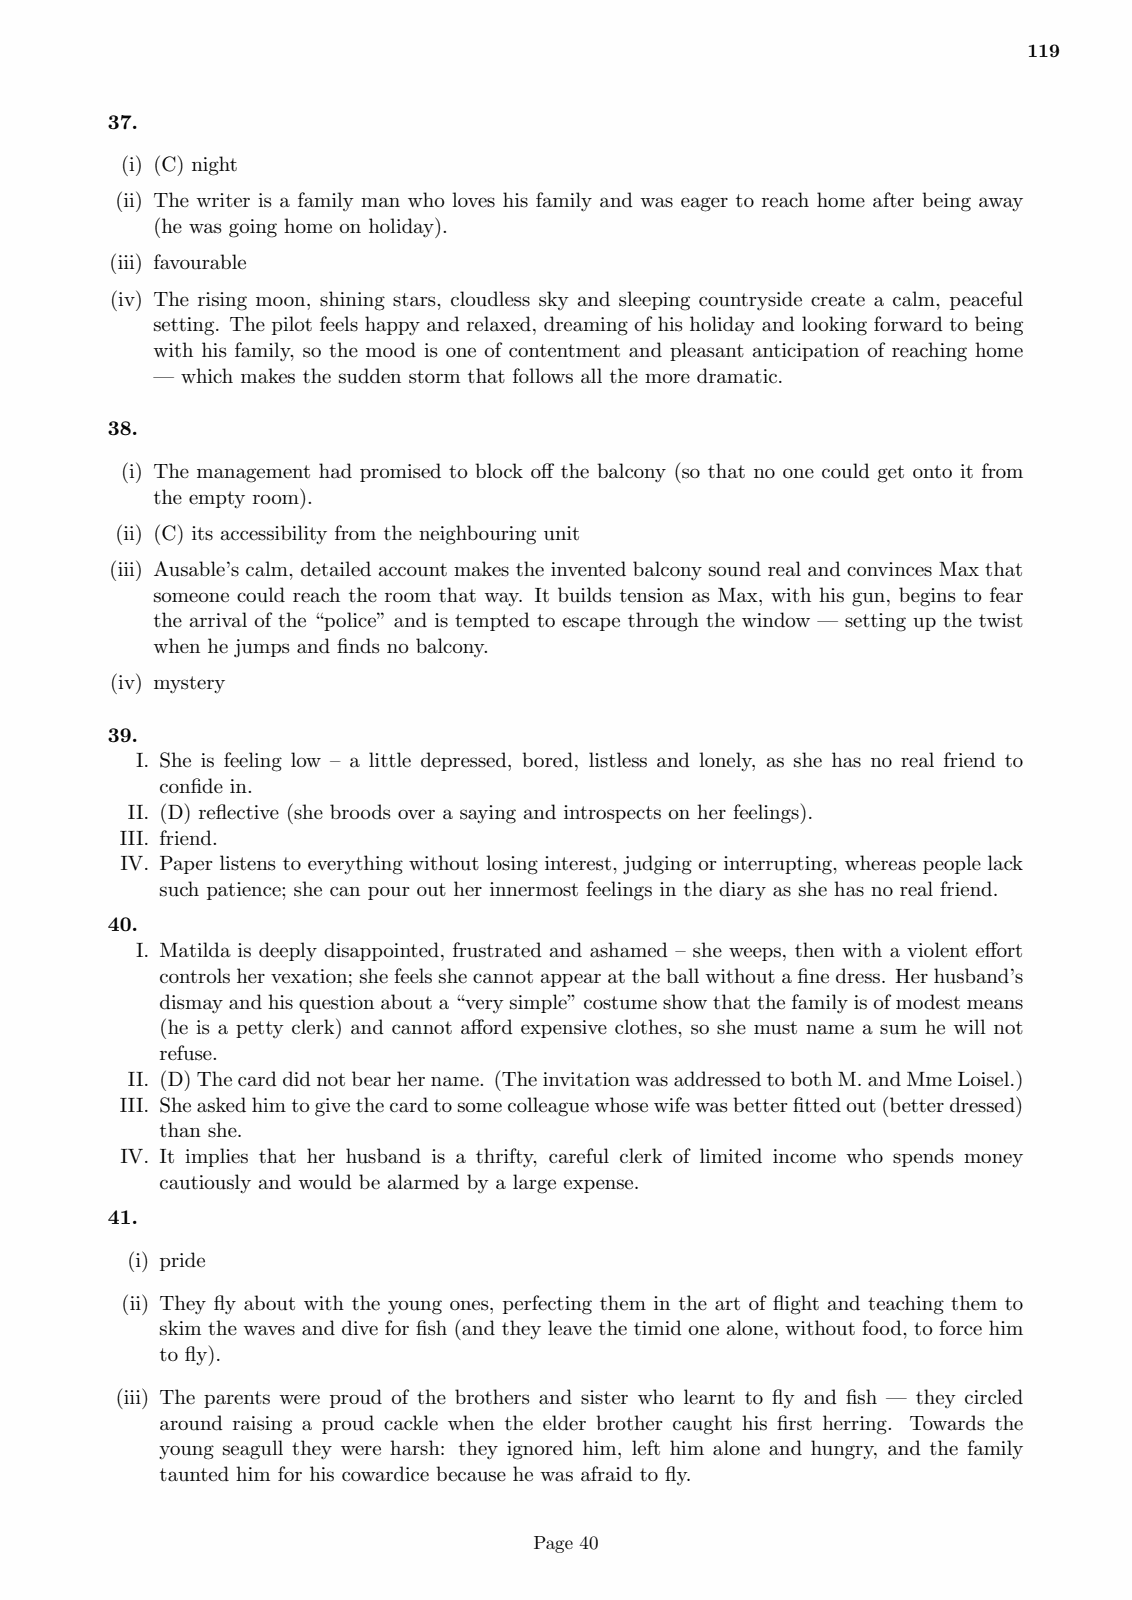 119
37.
(i) (C) night
(ii) The writer is a family man who loves his family and was eager to reach home after being away
(he was going home on holiday).
(iii) favourable
(iv) The rising moon, shining stars, cloudless sky and sleeping countryside create a calm, peaceful
setting. The pilot feels happy and relaxed, dreaming of his holiday and looking forward to being
with his family, so the mood is one of contentment and pleasant anticipation of reaching home
— which makes the sudden storm that follows all the more dramatic.
38.
(i) The management had promised to block off the balcony (so that no one could get onto it from
the empty room).
(ii) (C) its accessibility from the neighbouring unit
(iii) Ausable's calm, detailed account makes the invented balcony sound real and convinces Max that
someone could reach the room that way. It builds tension as Max, with his gun, begins to fear
the arrival of the “police” and is tempted to escape through the window — setting up the twist
when he jumps and finds no balcony.
(iv) mystery
39.
I. She is feeling low – a little depressed, bored, listless and lonely, as she has no real friend to
confide in.
II. (D) reflective (she broods over a saying and introspects on her feelings).
III. friend.
IV. Paper listens to everything without losing interest, judging or interrupting, whereas people lack
such patience; she can pour out her innermost feelings in the diary as she has no real friend.
40.
I. Matilda is deeply disappointed, frustrated and ashamed – she weeps, then with a violent effort
controls her vexation; she feels she cannot appear at the ball without a fine dress. Her husband's
dismay and his question about a “very simple” costume show that the family is of modest means
(he is a petty clerk) and cannot afford expensive clothes, so she must name a sum he will not
refuse.
II. (D) The card did not bear her name. (The invitation was addressed to both M. and Mme Loisel.)
III. She asked him to give the card to some colleague whose wife was better fitted out (better dressed)
than she.
IV. It implies that her husband is a thrifty, careful clerk of limited income who spends money
cautiously and would be alarmed by a large expense.
41.
(i) pride
(ii) They fly about with the young ones, perfecting them in the art of flight and teaching them to
skim the waves and dive for fish (and they leave the timid one alone, without food, to force him
to fly).
(iii) The parents were proud of the brothers and sister who learnt to fly and fish — they circled
around raising a proud cackle when the elder brother caught his first herring. Towards the
young seagull they were harsh: they ignored him, left him alone and hungry, and the family
taunted him for his cowardice because he was afraid to fly.
Page 40